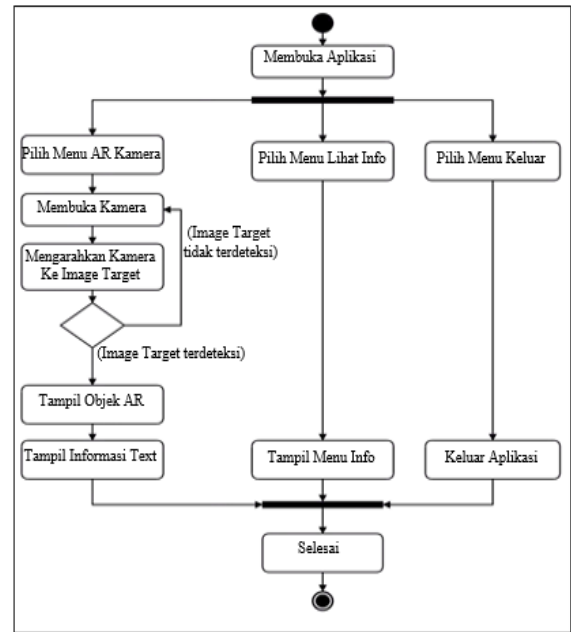 Membuka Aplikasi
Pilih Menu AR Kamera
Pilih Menu Lihat Info
Pilih Menu Keluar
Membuka Kamera
(Image Target
tidak terdeteksi)
Mengarahkan Kamera
Ke Image Target
(Image Target terdeteksi)
Tampil Objek AR
Tampil Informasi Text
Tampil Menu Info
Keluar Aplikasi
Selesai